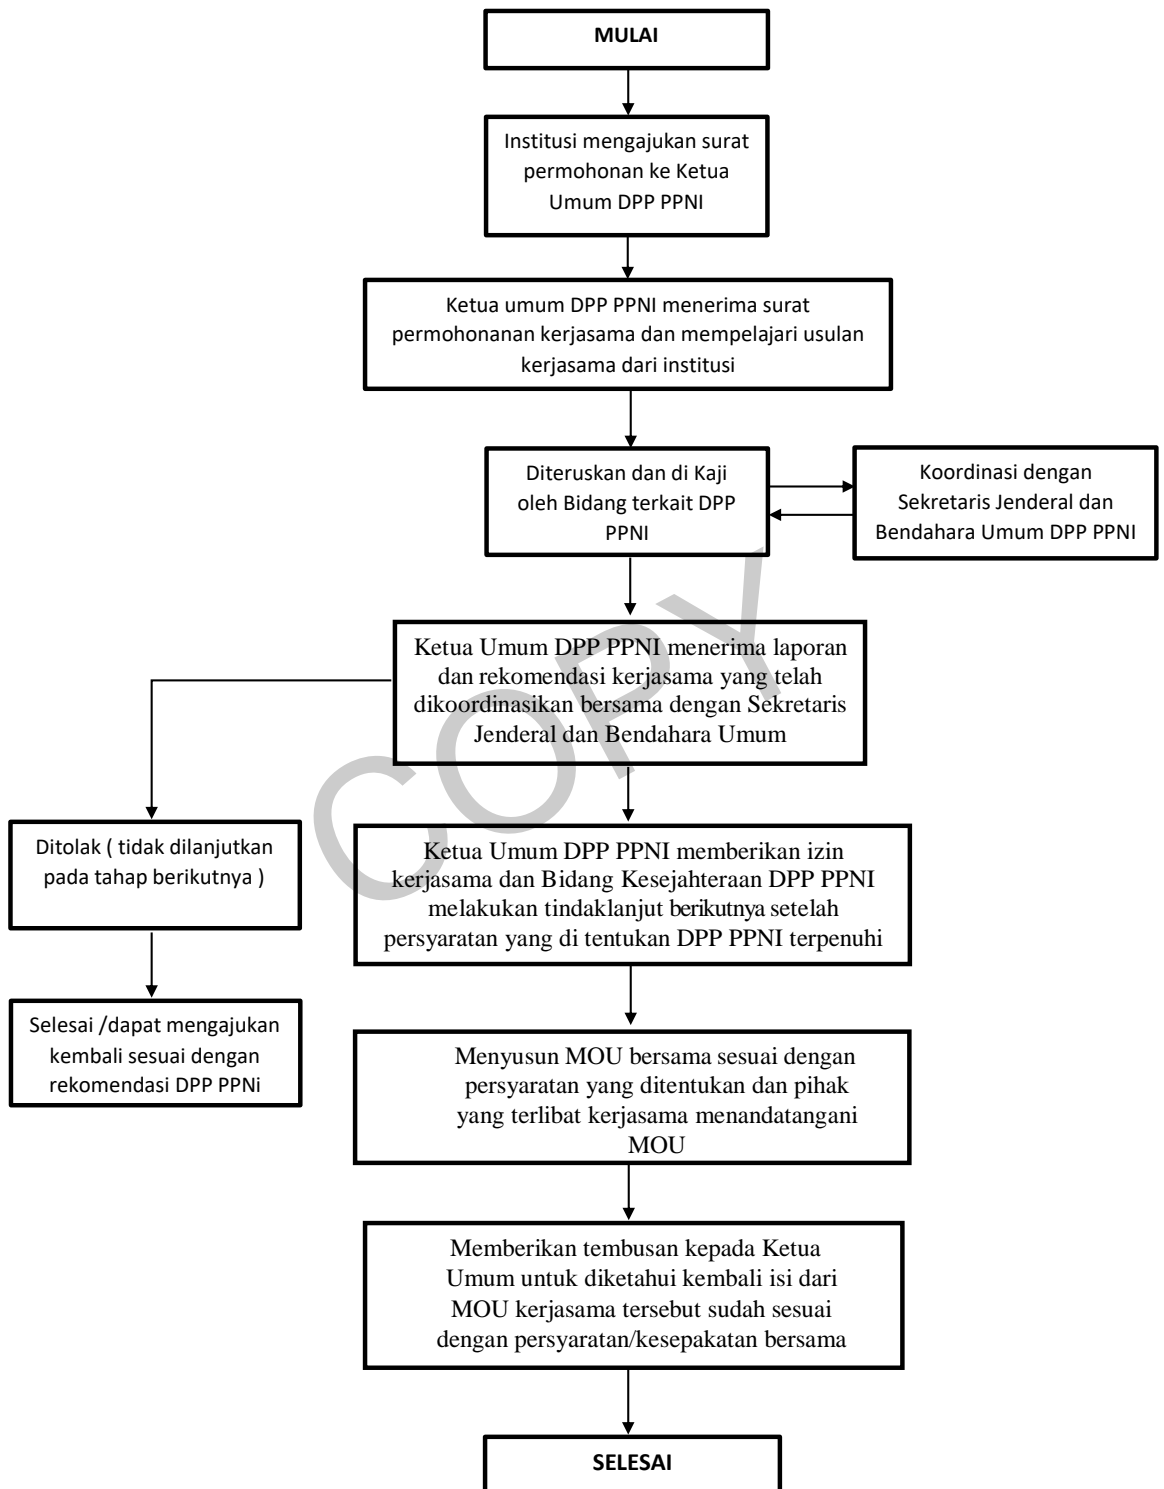 MULAI
Institusi mengajukan surat
permohonan ke Ketua
Umum DPP PPNI
Ketua umum DPP PPNI menerima surat
permohonanan kerjasama dan mempelajari usulan
kerjasama dari institusi
Diteruskan dan di Kaji
oleh Bidang terkait DPP
PPNI
Koordinasi dengan
Sekretaris Jenderal dan
Bendahara Umum DPP PPNI
Ketua Umum DPP PPNI menerima laporan
dan rekomendasi kerjasama yang telah
dikoordinasikan bersama dengan Sekretaris
Jenderal dan Bendahara Umum
Ditolak ( tidak dilanjutkan
pada tahap berikutnya )
Selesai /dapat mengajukan
kembali sesuai dengan
rekomendasi DPP PPNi
Ketua Umum DPP PPNI memberikan izin
kerjasama dan Bidang Kesejahteraan DPP PPNI
melakukan tindaklanjut berikutnya setelah
persyaratan yang di tentukan DPP PPNI terpenuhi
Menyusun MOU bersama sesuai dengan
persyaratan yang ditentukan dan pihak
yang terlibat kerjasama menandatangani
MOU
Memberikan tembusan kepada Ketua
Umum untuk diketahui kembali isi dari
MOU kerjasama tersebut sudah sesuai
dengan persyaratan/kesepakatan bersama
SELESAI
COPY